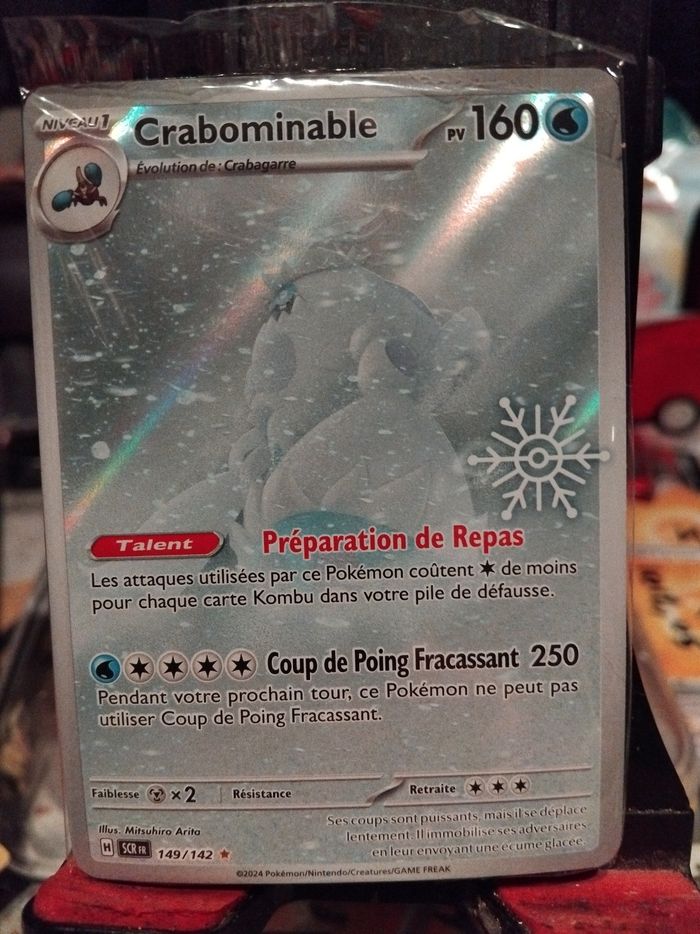 NIVEAU 1
Crabominable
PV 160
Évolution de : Crabagarre
Talent Préparation de Repas
Les attaques utilisées par ce Pokémon coûtent de moins
pour chaque carte Kombu dans votre pile de défausse.
Coup de Poing Fracassant 250
Pendant votre prochain tour, ce Pokémon ne peut pas
utiliser Coup de Poing Fracassant.
Faiblesse ×2 Résistance Retraite
Ses coups sont puissants, mais il se déplace
lentement. Il immobilise ses adversaires
en leur envoyant une écume glacée.
Illus. Mitsuhiro Arita
H SCR FR 149/142
©2024 Pokémon/Nintendo/Creatures/GAME FREAK